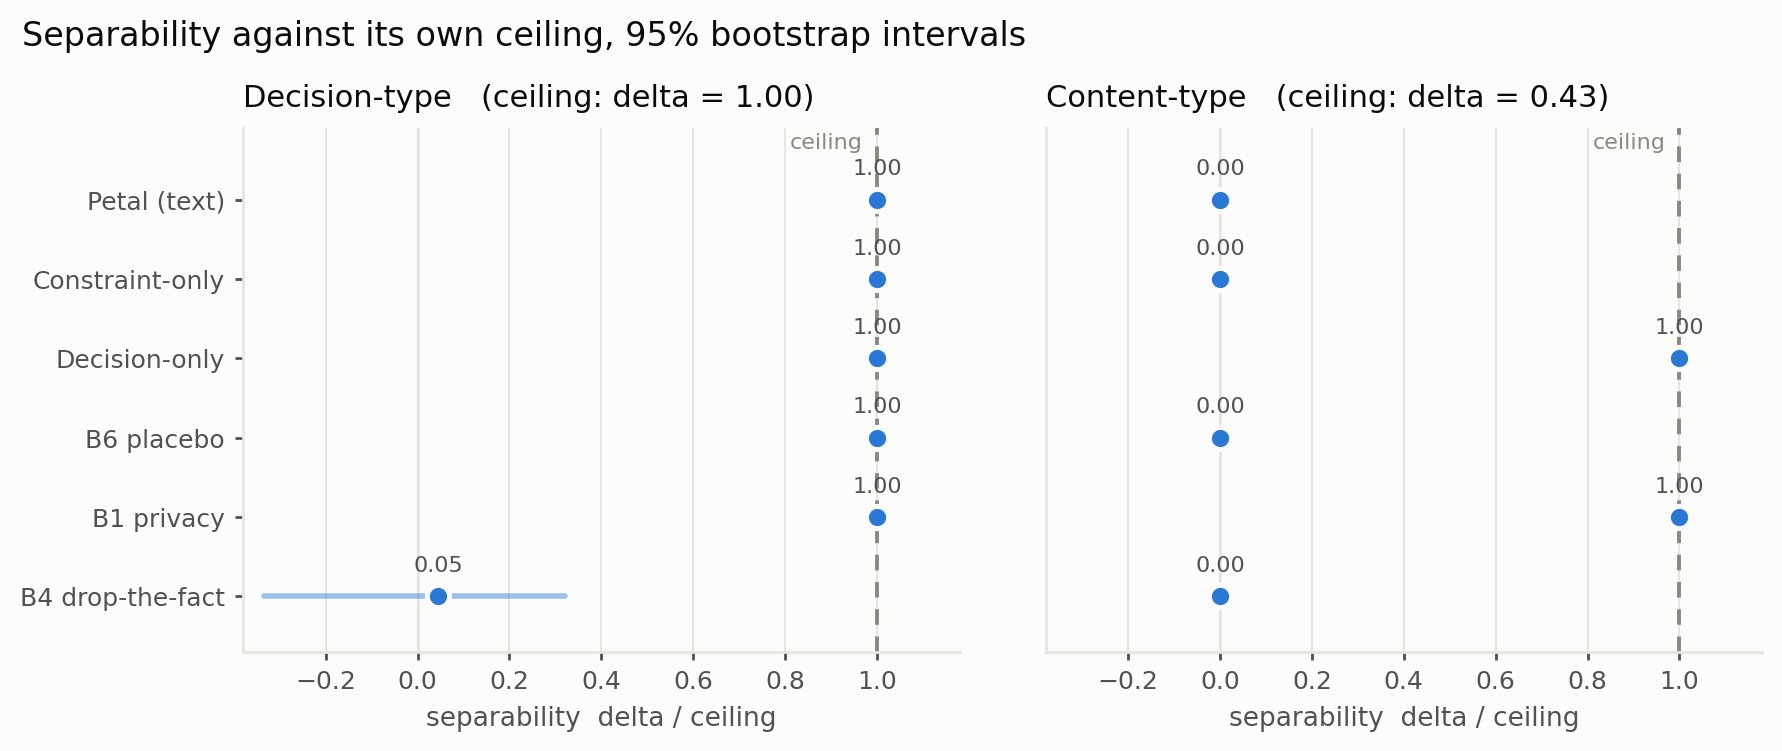 Separability against its own ceiling, 95% bootstrap intervals
Decision-type (ceiling: delta = 1.00)
ceiling
Petal (text)
1.00
Constraint-only
1.00
Decision-only
1.00
B6 placebo
1.00
B1 privacy
1.00
B4 drop-the-fact
0.05
−0.2 0.0 0.2 0.4 0.6 0.8 1.0
separability delta / ceiling
Content-type (ceiling: delta = 0.43)
ceiling
0.00
0.00
1.00
0.00
1.00
0.00
−0.2 0.0 0.2 0.4 0.6 0.8 1.0
separability delta / ceiling